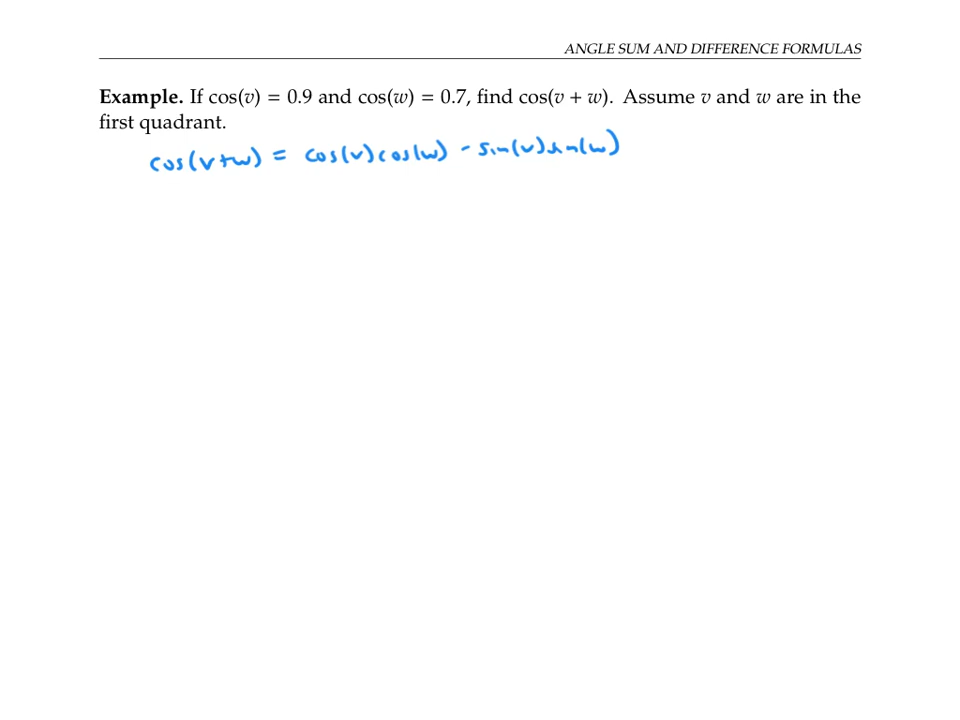 ANGLE SUM AND DIFFERENCE FORMULAS
Example. If cos(v) = 0.9 and cos(w) = 0.7, find cos(v + w). Assume v and w are in the
first quadrant.
cos(v+w) = cos(v)cos(w) - sin(v)sin(w)